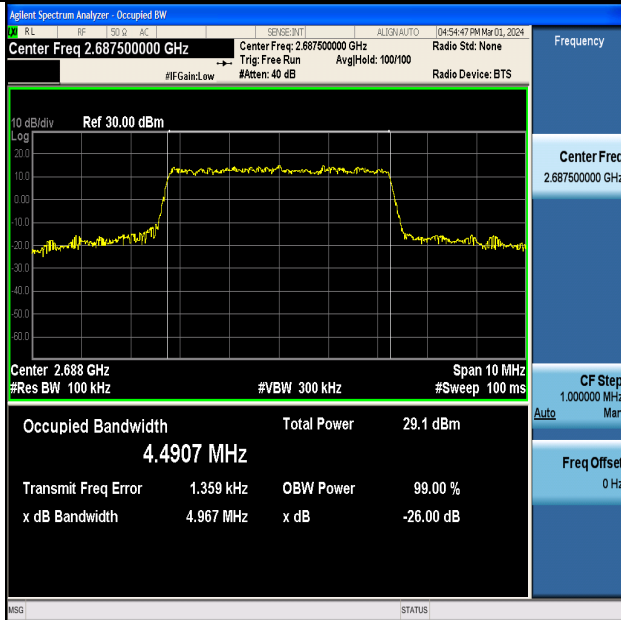 Agilent Spectrum Analyzer - Occupied BW
LXI RL RF 50 Ω AC SENSE:INT ALIGNAUTO 04:54:47 PM Mar 01, 2024
Center Freq 2.687500000 GHz Center Freq: 2.687500000 GHz Radio Std: None Frequency
Trig: Free Run Avg|Hold: 100/100
#IFGain:Low #Atten: 40 dB Radio Device: BTS
10 dB/div Ref 30.00 dBm
Log
20.0
10.0
0.00
-10.0
-20.0
-30.0
-40.0
-50.0
-60.0
Center 2.688 GHz Span 10 MHz
#Res BW 100 kHz #VBW 300 kHz #Sweep 100 ms
Occupied Bandwidth Total Power 29.1 dBm
4.4907 MHz
Transmit Freq Error 1.359 kHz OBW Power 99.00 %
x dB Bandwidth 4.967 MHz x dB -26.00 dB
Center Freq
2.687500000 GHz
CF Step
1.000000 MHz
Auto Man
Freq Offset
0 Hz
MSG STATUS